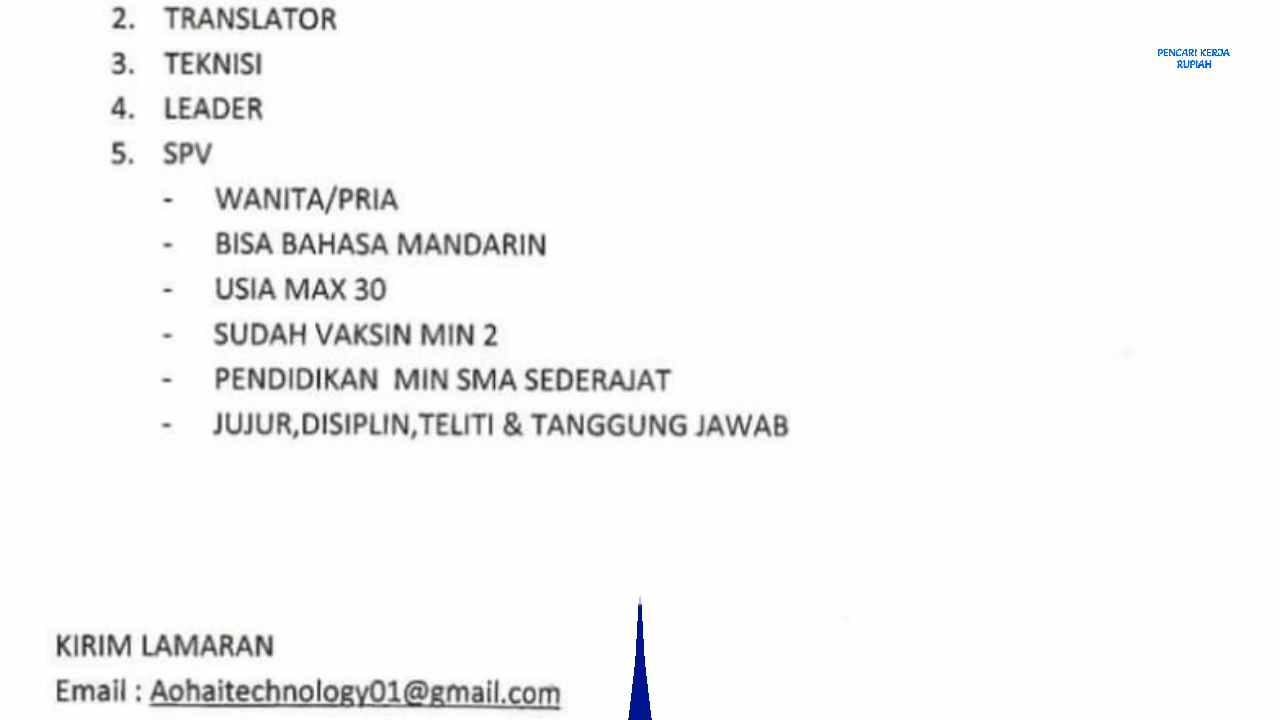 2. TRANSLATOR
3. TEKNISI
4. LEADER
5. SPV
- WANITA/PRIA
- BISA BAHASA MANDARIN
- USIA MAX 30
- SUDAH VAKSIN MIN 2
- PENDIDIKAN MIN SMA SEDERAJAT
- JUJUR,DISIPLIN,TELITI & TANGGUNG JAWAB
KIRIM LAMARAN
Email : Aohaitechnology01@gmail.com
PENCARI KERJA
RUPIAH